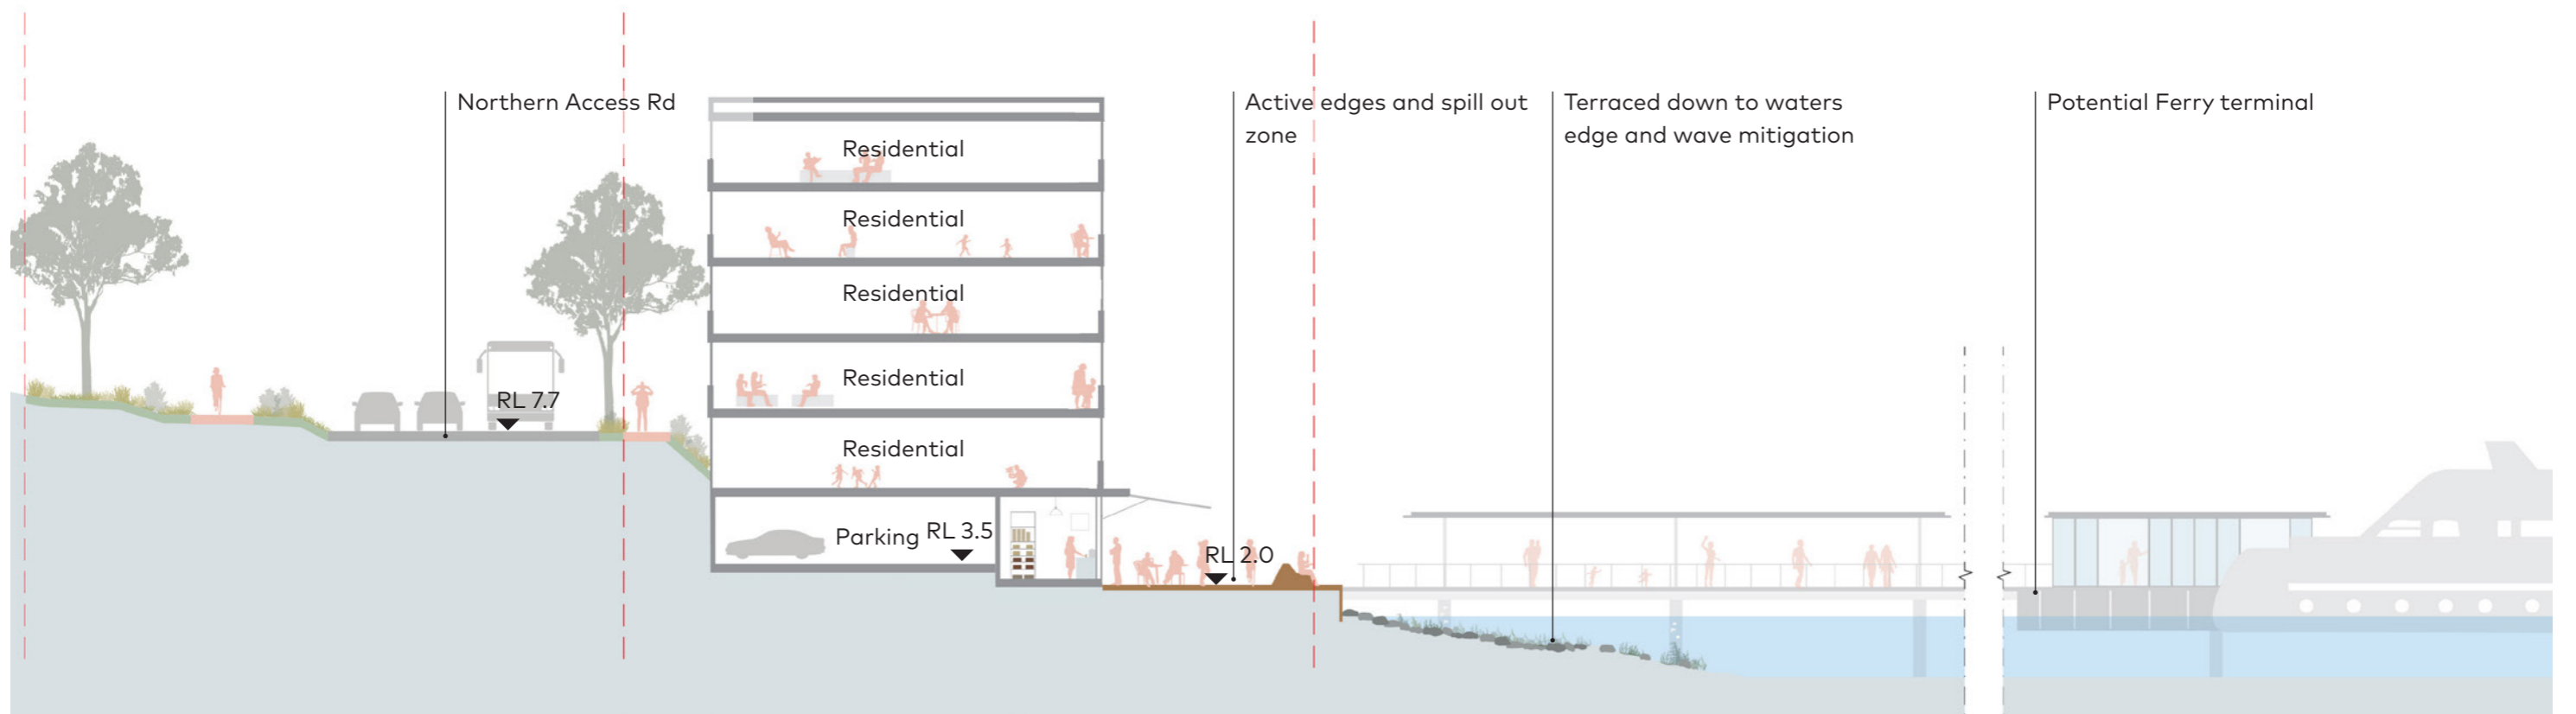 Northern Access Rd
Active edges and spill out
zone
Terraced down to waters
edge and wave mitigation
Potential Ferry terminal
Residential
Residential
Residential
Residential
Residential
RL 7.7
Parking
RL 3.5
RL 2.0